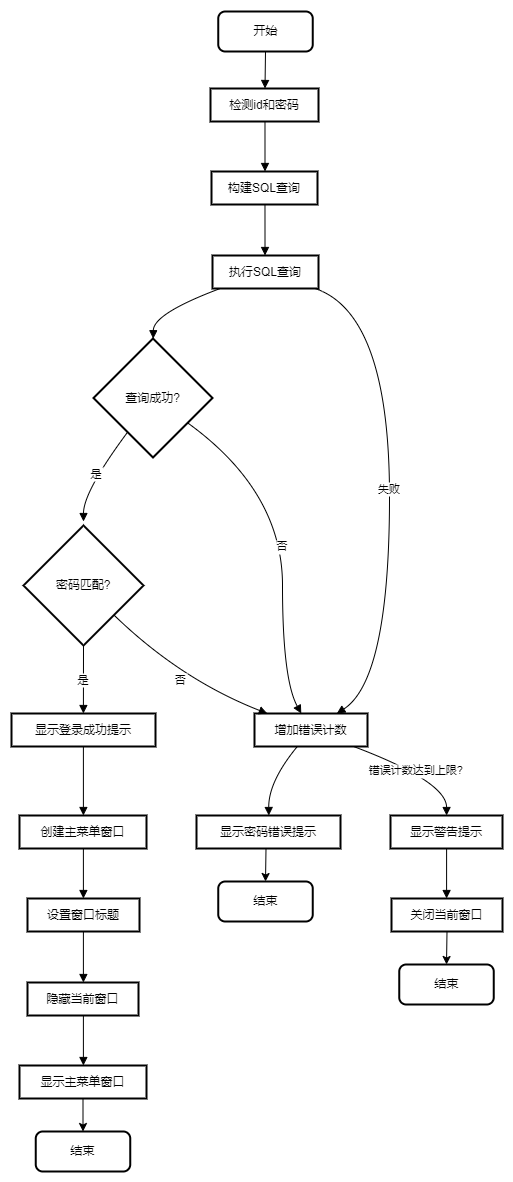 开始
检测id和密码
构建SQL查询
执行SQL查询
查询成功?
是
失败
否
密码匹配?
是
否
显示登录成功提示
增加错误计数
错误计数达到上限?
创建主菜单窗口
显示密码错误提示
显示警告提示
设置窗口标题
结束
关闭当前窗口
隐藏当前窗口
结束
显示主菜单窗口
结束